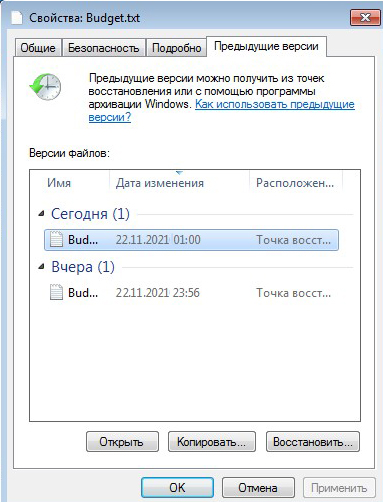 Свойства: Budget.txt
Общие Безопасность Подробно Предыдущие версии
Предыдущие версии можно получить из точек
восстановления или с помощью программы
архивации Windows. Как использовать предыдущие
версии?
Версии файлов:
Имя Дата изменения Расположен...
Сегодня (1)
Bud... 22.11.2021 01:00 Точка восст...
Вчера (1)
Bud... 22.11.2021 23:56 Точка восст...
Открыть Копировать... Восстановить...
OK Отмена Применить